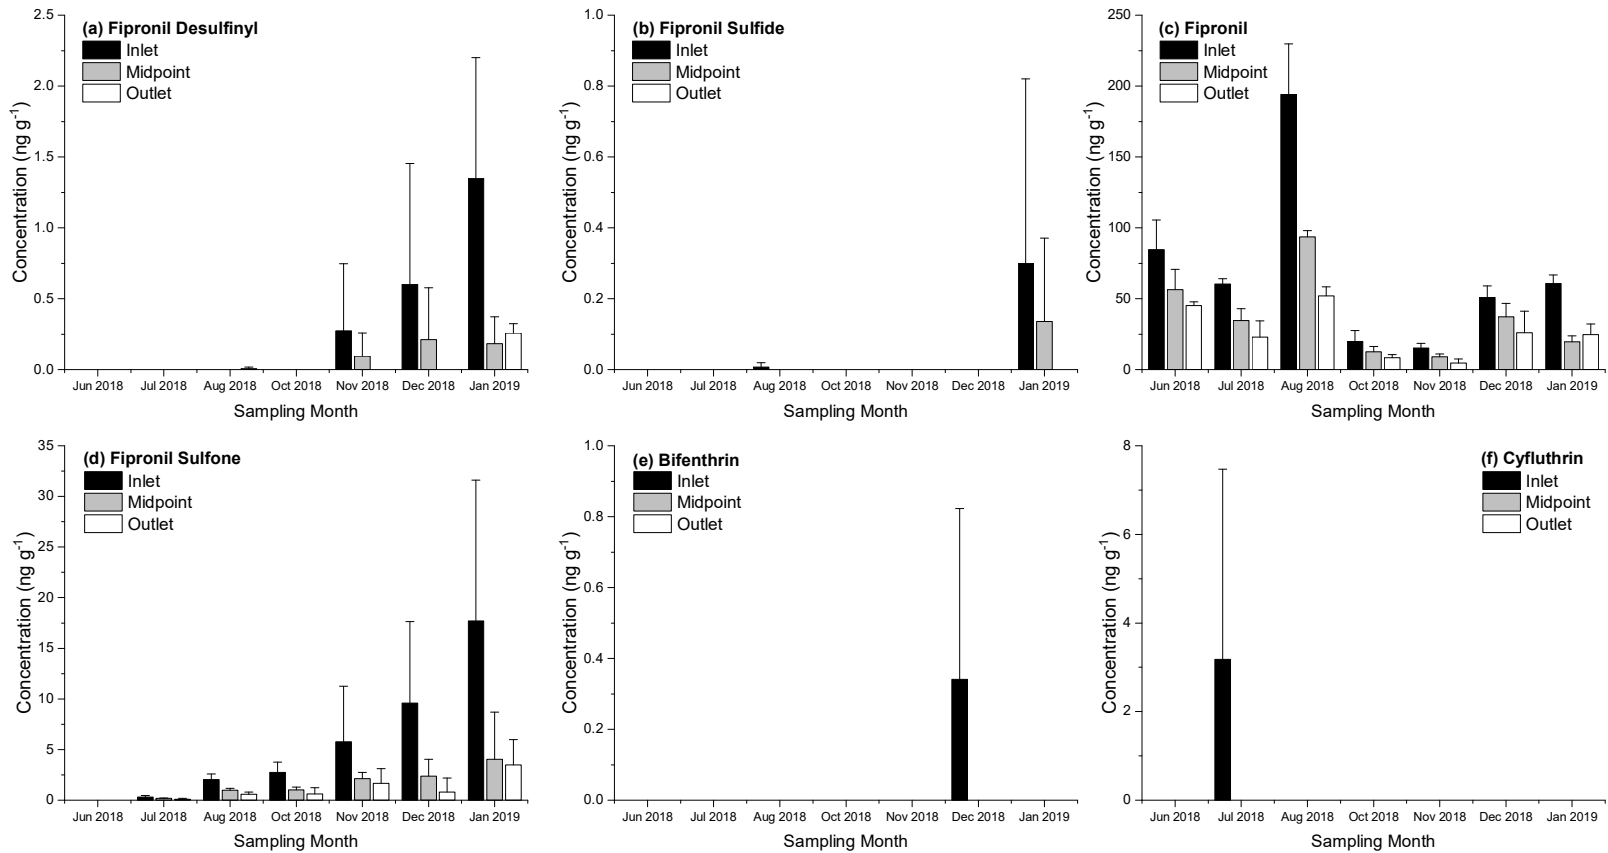 (a) Fipronil Desulfinyl
Inlet
Midpoint
Outlet
Concentration (ng g-1)
2.5
2.0
1.5
1.0
0.5
0.0
Jun 2018 Jul 2018 Aug 2018 Oct 2018 Nov 2018 Dec 2018 Jan 2019
Sampling Month
(b) Fipronil Sulfide
Inlet
Midpoint
Outlet
Concentration (ng g-1)
1.0
0.8
0.6
0.4
0.2
0.0
Jun 2018 Jul 2018 Aug 2018 Oct 2018 Nov 2018 Dec 2018 Jan 2019
Sampling Month
(c) Fipronil
Inlet
Midpoint
Outlet
Concentration (ng g-1)
250
200
150
100
50
0
Jun 2018 Jul 2018 Aug 2018 Oct 2018 Nov 2018 Dec 2018 Jan 2019
Sampling Month
(d) Fipronil Sulfone
Inlet
Midpoint
Outlet
Concentration (ng g-1)
35
30
25
20
15
10
5
0
Jun 2018 Jul 2018 Aug 2018 Oct 2018 Nov 2018 Dec 2018 Jan 2019
Sampling Month
(e) Bifenthrin
Inlet
Midpoint
Outlet
Concentration (ng g-1)
1.0
0.8
0.6
0.4
0.2
0.0
Jun 2018 Jul 2018 Aug 2018 Oct 2018 Nov 2018 Dec 2018 Jan 2019
Sampling Month
(f) Cyfluthrin
Inlet
Midpoint
Outlet
Concentration (ng g-1)
8
6
4
2
0
Jun 2018 Jul 2018 Aug 2018 Oct 2018 Nov 2018 Dec 2018 Jan 2019
Sampling Month